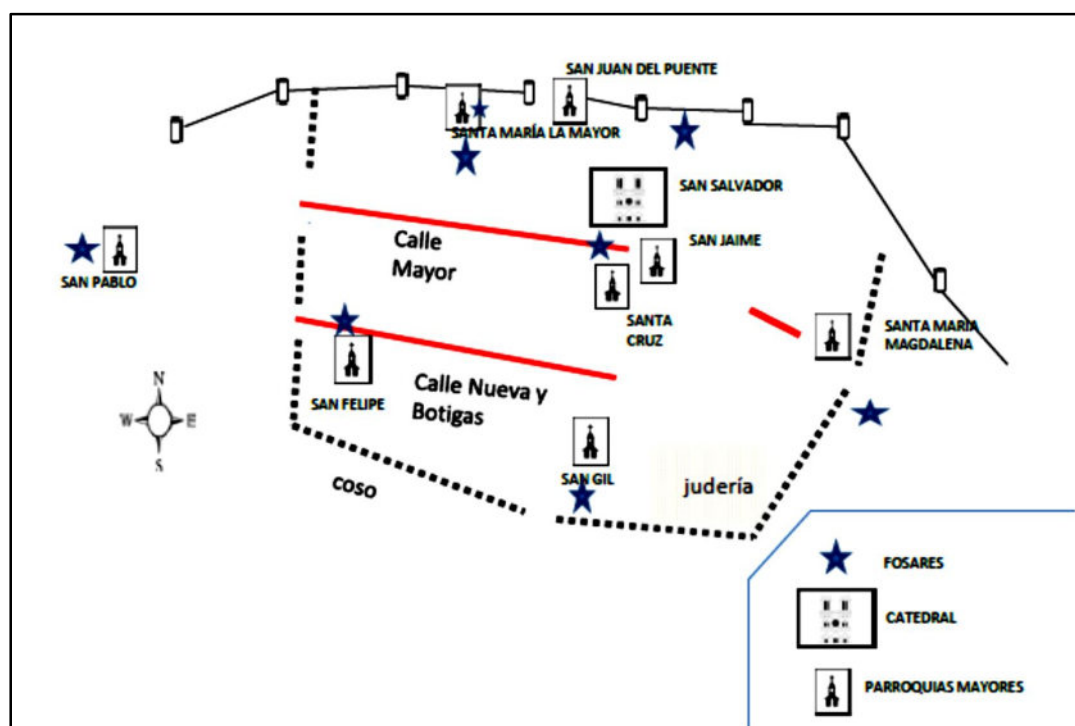 SAN JUAN DEL PUENTE
SANTA MARÍA LA MAYOR
SAN SALVADOR
SAN JAIME
Calle
Mayor
SAN PABLO
SANTA
CRUZ
SANTA MARIA
MAGDALENA
Calle Nueva y
Botigas
SAN FELIPE
N
W
E
S
SAN GIL
coso
judería
FOSARES
CATEDRAL
PARROQUIAS MAYORES